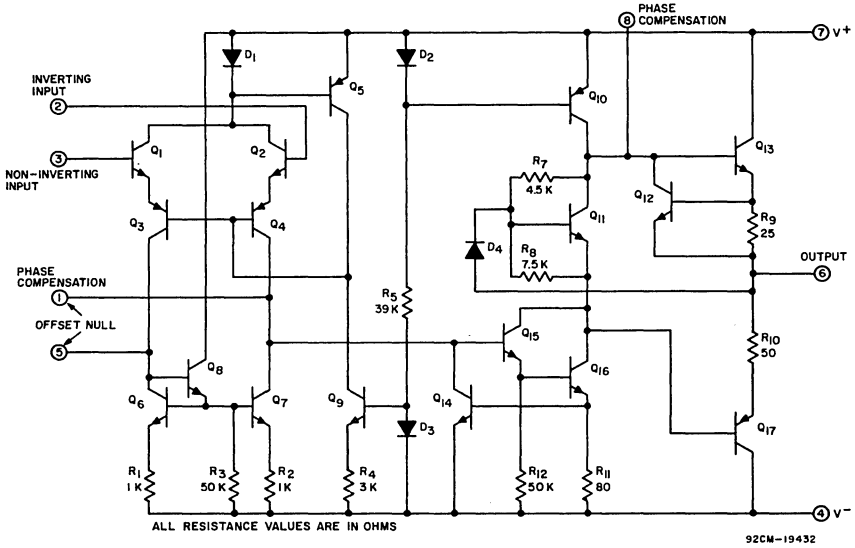 PHASE
8 COMPENSATION
7 V+
D1
D2
INVERTING
INPUT
2
Q5
Q10
Q1
Q2
Q13
3
NON-INVERTING
INPUT
R7
4.5 K
Q12
Q3
Q4
Q11
R9
25
D4
R8
7.5 K
OUTPUT
6
PHASE
COMPENSATION
1
R5
39K
OFFSET NULL
Q15
R10
50
5
Q8
Q16
Q6
Q7
Q9
Q14
D3
Q17
R1
1 K
R3
50 K
R2
1K
R4
3 K
R12
50 K
R11
80
4 V-
ALL RESISTANCE VALUES ARE IN OHMS
92CM-19432